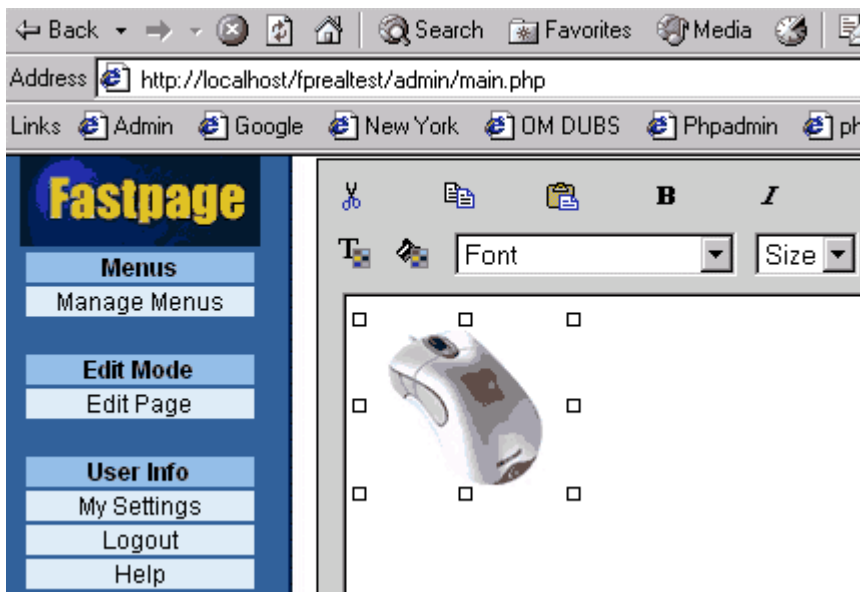 Back Search Favorites Media
Address http://localhost/fprealtest/admin/main.php
Links Admin Google New York OM DUBS Phpadmin ph
Fastpage
Menus
Manage Menus
Edit Mode
Edit Page
User Info
My Settings
Logout
Help
B I
T Font Size